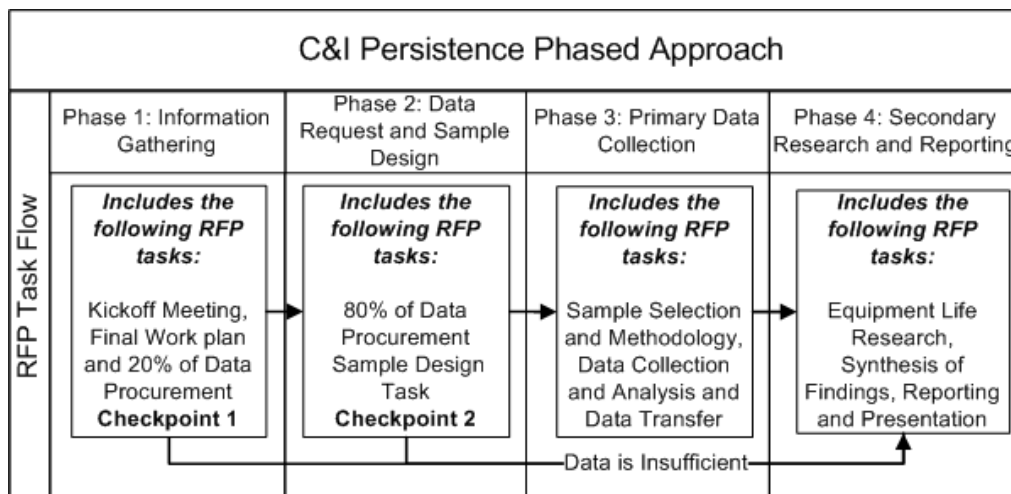 C&I Persistence Phased Approach
RFP Task Flow
Phase 1: Information
Gathering
Phase 2: Data
Request and Sample
Design
Phase 3: Primary Data
Collection
Phase 4: Secondary
Research and Reporting
Includes the
following RFP
tasks:
Kickoff Meeting,
Final Work plan
and 20% of Data
Procurement
Checkpoint 1
Includes the
following RFP
tasks:
80% of Data
Procurement
Sample Design
Task
Checkpoint 2
Includes the
following RFP
tasks:
Sample Selection
and Methodology,
Data Collection
and Analysis and
Data Transfer
Includes the
following RFP
tasks:
Equipment Life
Research,
Synthesis of
Findings, Reporting
and Presentation
Data is Insufficient